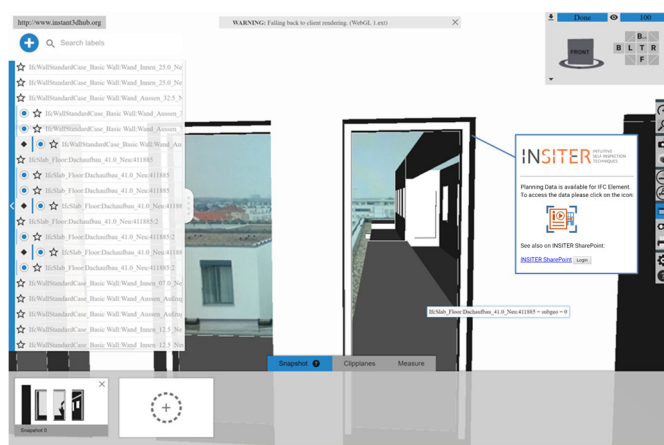 http://www.instant3dhub.org
WARNING: Falling back to client rendering. (WebGL 1.ext)
Done
100
Search labels
FRONT
B..
B L T R
F
IfcWallStandardCase_Basic Wall:Wand_Innen_25.0_Ne
IfcWallStandardCase_Basic Wall:Wand_Innen_25.0_Ne
IfcWallStandardCase_Basic Wall:Wand_Aussen_32.5_N
IfcWallStandardCase_Basic Wall:Wand_Aussen_3
IfcWallStandardCase_Basic Wall:Wand_Aussen_
IfcWallStandardCase_Basic Wall:Wand_Au
IfcSlab_Floor:Dachaufbau_41.0_Neu:411885
IfcSlab_Floor:Dachaufbau_41.0_Neu:411885
IfcSlab_Floor:Dachaufbau_41.0_Neu:411885
IfcSlab_Floor:Dachaufbau_41.0_Neu:41188
IfcSlab_Floor:Dachaufbau_41.0_Neu:411885:2
IfcSlab_Floor:Dachaufbau_41.0_Neu:411885:2
IfcSlab_Floor:Dachaufbau_41.0_Neu:41188
IfcSlab_Floor:Dachaufbau_41.0_Neu:411885:2
IfcWallStandardCase_Basic Wall:Wand_Innen_07.0_Ne
IfcWallStandardCase_Basic Wall:Wand_Aussen_Aufzug
IfcWallStandardCase_Basic Wall:Wand_Aussen_Aufzug
IfcWallStandardCase_Basic Wall:Wand_Innen_12.5_Ne
IfcWallStandardCase_Basic Wall:Wand_Innen_12.5_Ne
INSITER
INTUITIVE
SELF-INSPECTION
TECHNIQUES
Planning Data is available for IFC Element.
To access the data please click on the icon:
See also on INSITER SharePoint:
INSITER SharePoint Login
IfcSlab_Floor:Dachaufbau_41.0_Neu:411885 = subguo = 0
Snapshot ?
Clipplanes
Measure
Snapshot 0